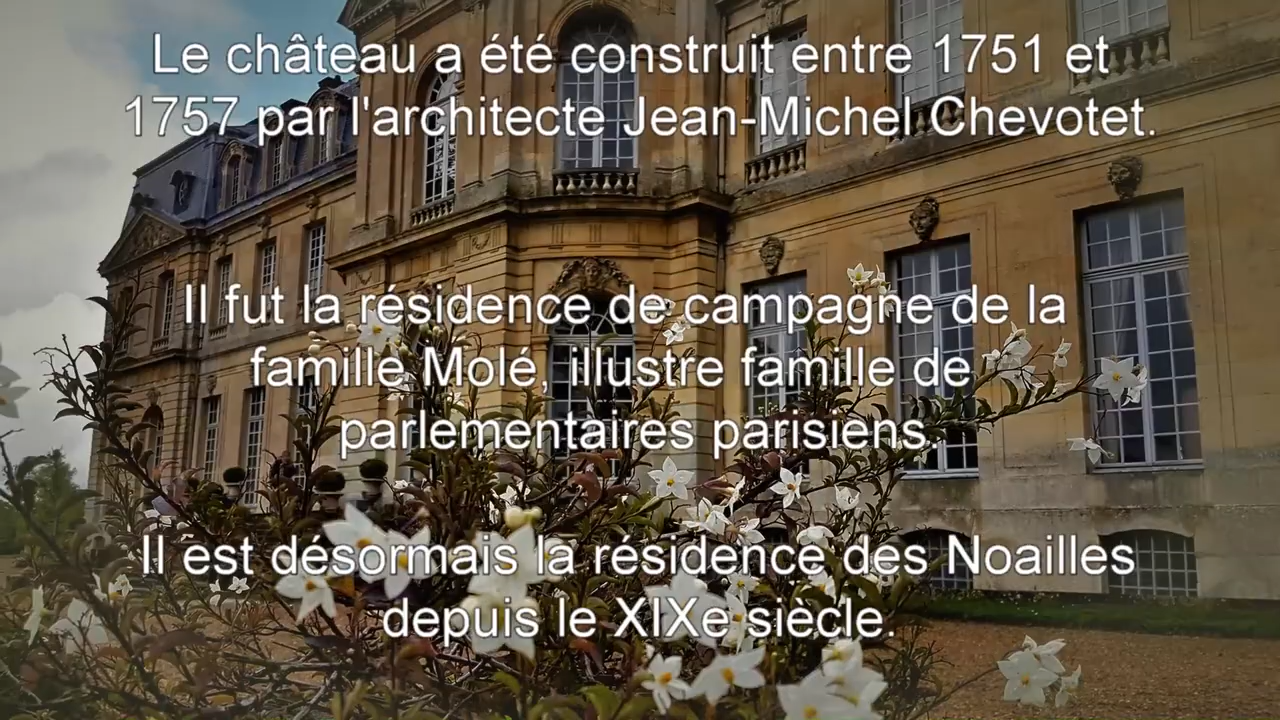 Le château a été construit entre 1751 et
1757 par l'architecte Jean-Michel Chevotet.
Il fut la résidence de campagne de la
famille Molé, illustre famille de
parlementaires parisiens.
Il est désormais la résidence des Noailles
depuis le XIXe siècle.